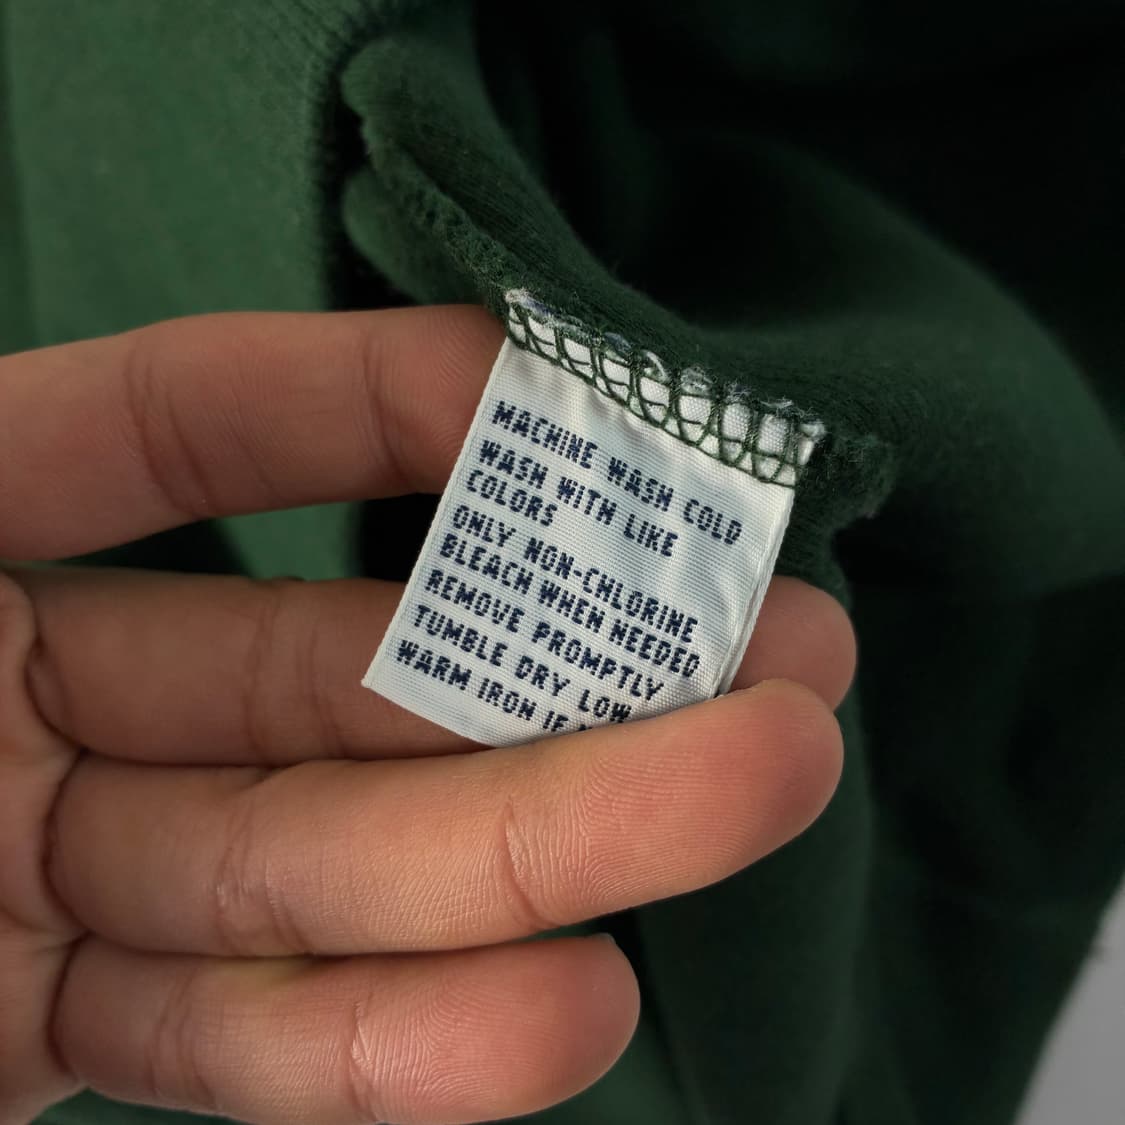 MACHINE WASH COLD
WASH WITH LIKE
COLORS
ONLY NON-CHLORINE
BLEACH WHEN NEEDED
REMOVE PROMPTLY
TUMBLE DRY LOW
WARM IRON IF